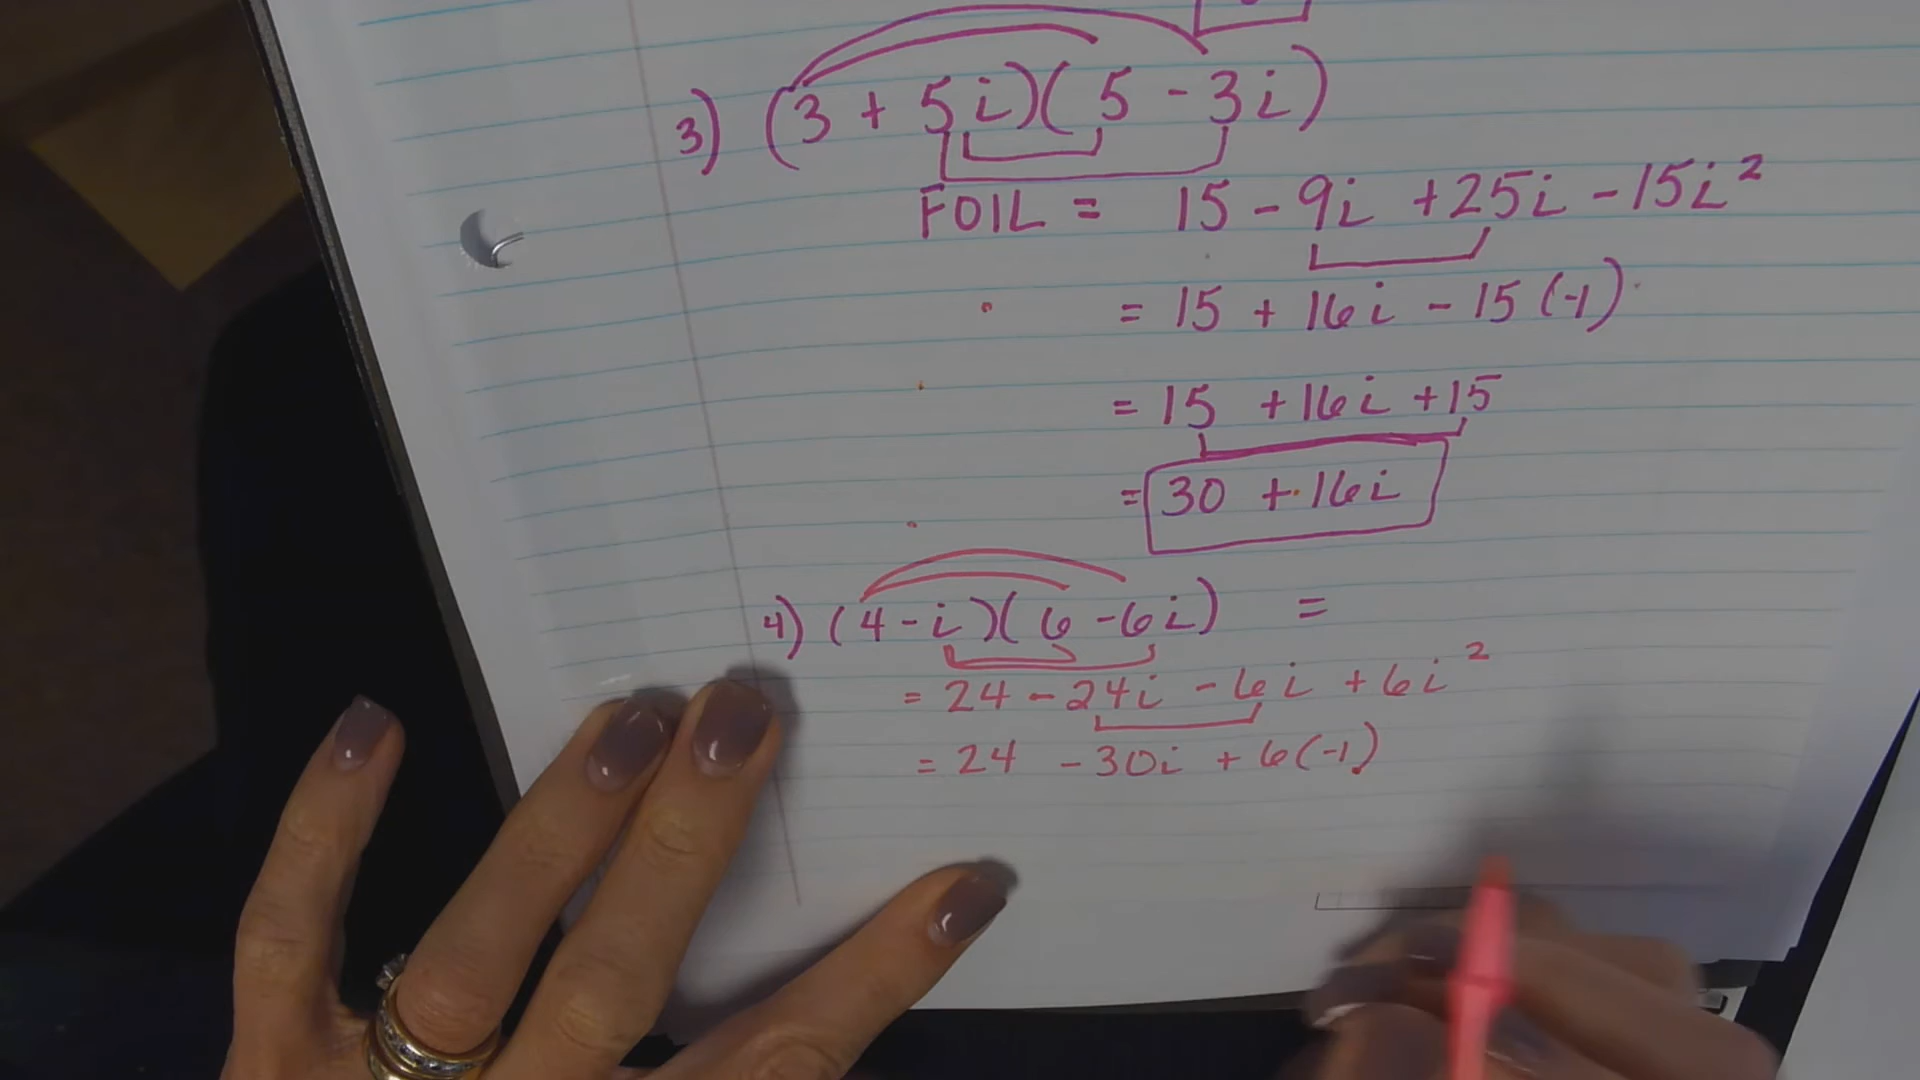 3) (3 + 5i)(5 - 3i)
FOIL = 15 - 9i + 25i - 15i²
= 15 + 16i - 15(-1)
= 15 + 16i + 15
= 30 + 16i
4) (4 - i)(6 - 6i) =
= 24 - 24i - 6i + 6i²
= 24 - 30i + 6(-1)